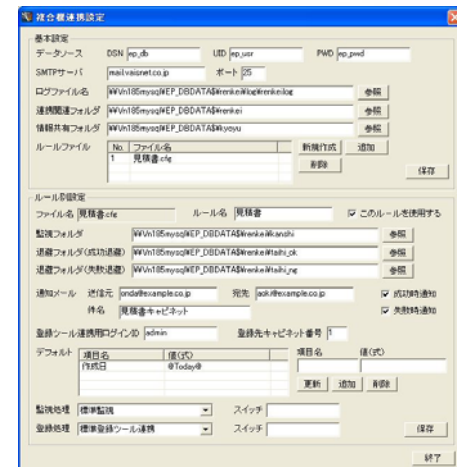 複合機連携設定
基本設定
データソース DSN ep_db UID ep_usr PWD ep_pwd
SMTPサーバ mail.vaisnet.co.jp ポート 25
ログファイル名 ¥¥Vn185mysql¥EP_DBDATA$¥renkei¥log¥renkei.log 参照
連携関連フォルダ ¥¥Vn185mysql¥EP_DBDATA$¥renkei 参照
情報共有フォルダ ¥¥Vn185mysql¥EP_DBDATA$¥kyoyu 参照
ルールファイル No. ファイル名 新規作成 追加
1 見積書.cfg 削除
保存
ルール別設定
ファイル名 見積書.cfg ルール名 見積書 このルールを使用する
監視フォルダ ¥¥Vn185mysql¥EP_DBDATA$¥renkei¥kanshi 参照
退避フォルダ(成功退避) ¥¥Vn185mysql¥EP_DBDATA$¥renkei¥taihi_ok 参照
退避フォルダ(失敗退避) ¥¥Vn185mysql¥EP_DBDATA$¥renkei¥taihi_ng 参照
通知メール 送信元 onda@example.co.jp 宛先 aoki@example.co.jp 成功時通知
件名 見積書キャビネット 失敗時通知
登録ツール連携用ログインID admin 登録先キャビネット番号 1
デフォルト 項目名 値(式) 項目名 値(式)
作成日 @Today@
更新 追加 削除
監視処理 標準監視 スイッチ
登録処理 標準登録ツール連携 スイッチ 保存
終了